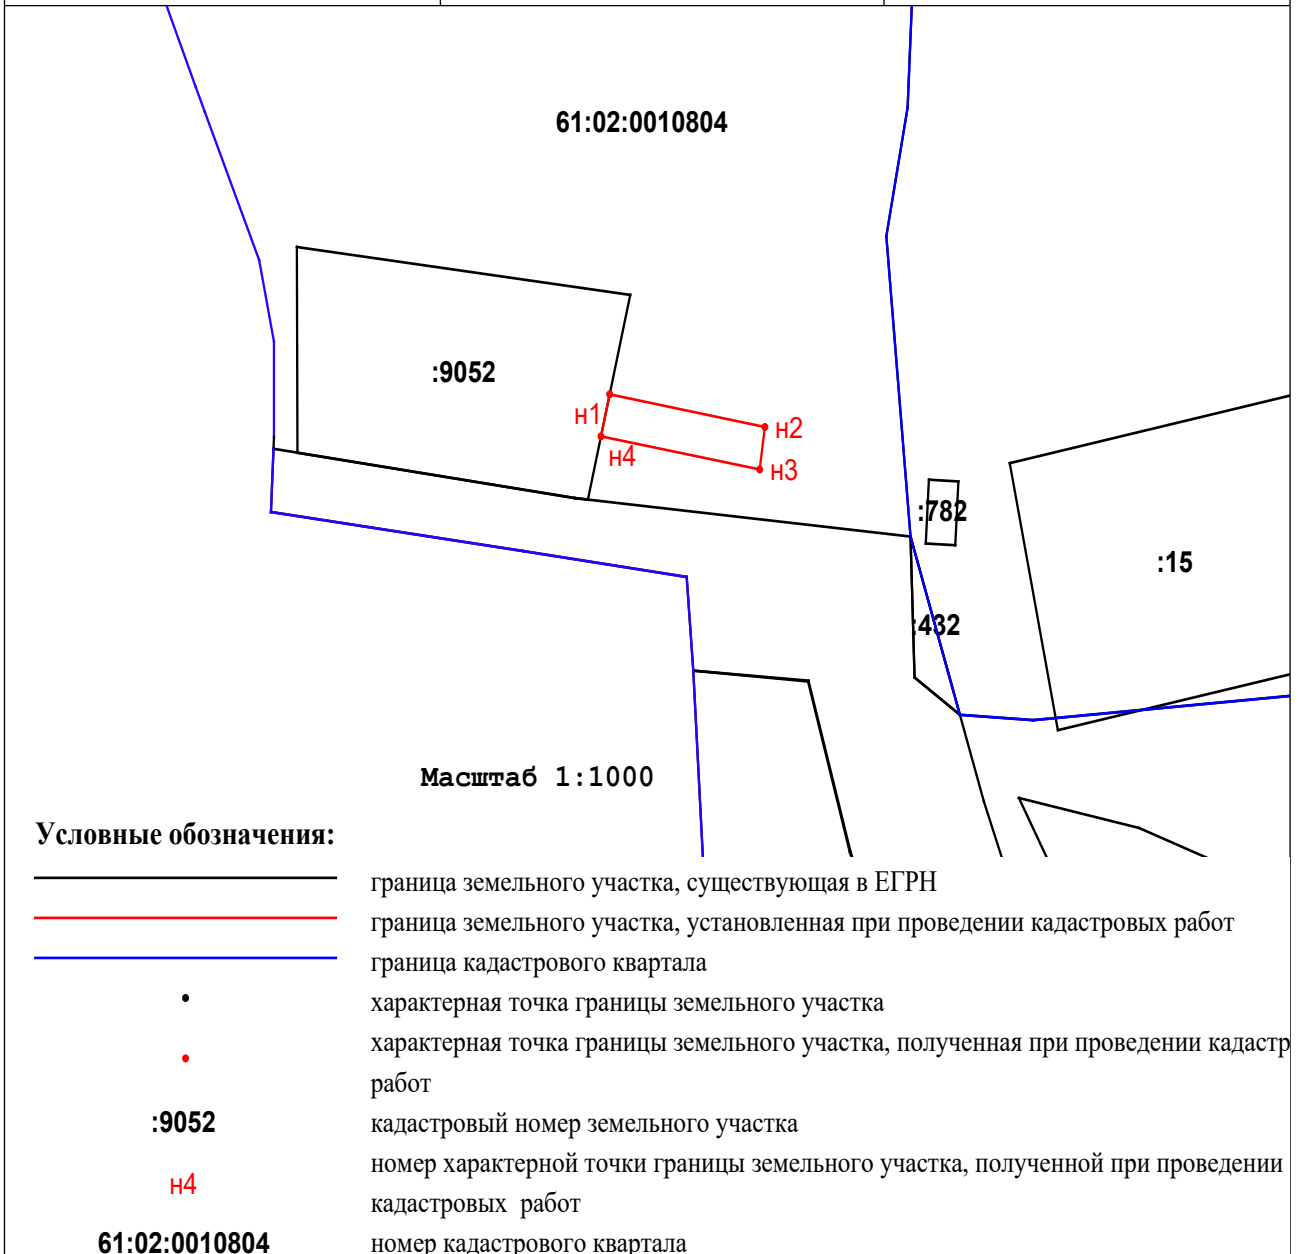 61:02:0010804
:9052
н1
н2
н4
н3
:782
:15
:432
Масштаб 1:1000
Условные обозначения:
граница земельного участка, существующая в ЕГРН
граница земельного участка, установленная при проведении кадастровых работ
граница кадастрового квартала
характерная точка границы земельного участка
характерная точка границы земельного участка, полученная при проведении кадастр
работ
:9052 кадастровый номер земельного участка
номер характерной точки границы земельного участка, полученной при проведении
н4
кадастровых работ
61:02:0010804 номер кадастрового квартала